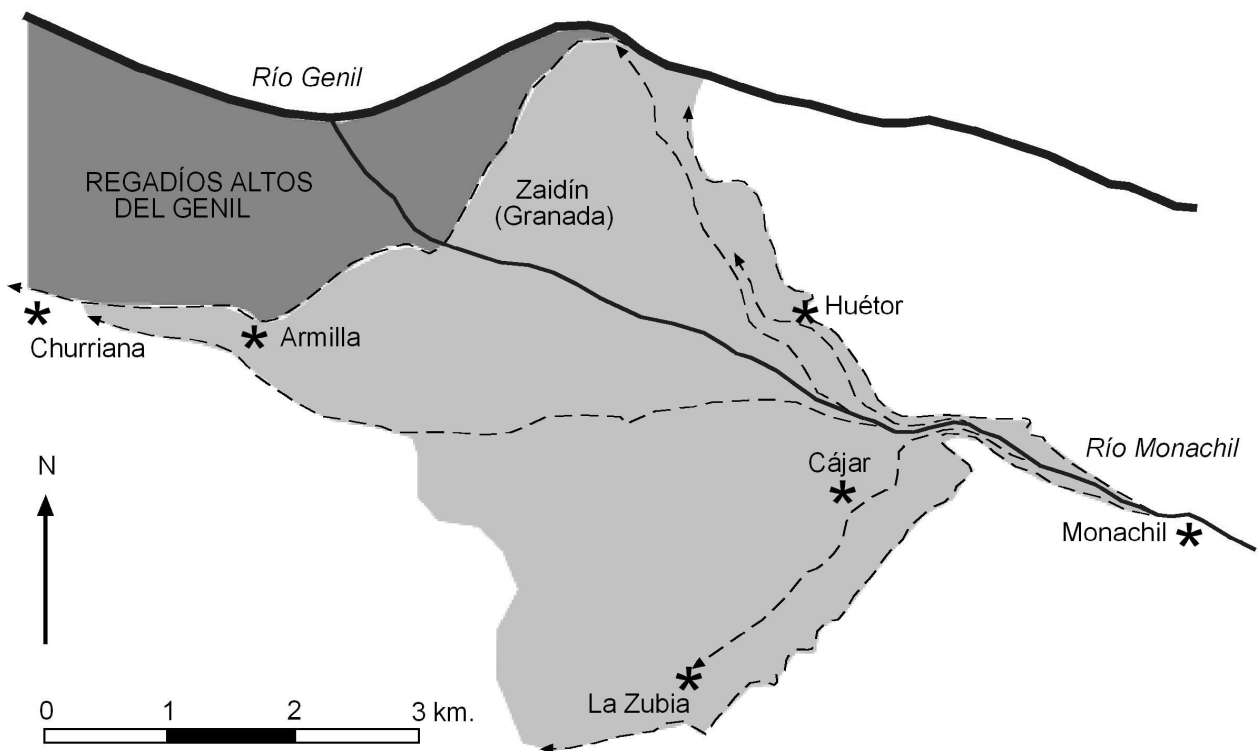 Río Genil
REGADÍOS ALTOS
DEL GENIL
Zaidín
(Granada)
Huétor
Armilla
Churriana
Río Monachil
Cájar
N
Monachil
La Zubia
0 1 2 3 km.